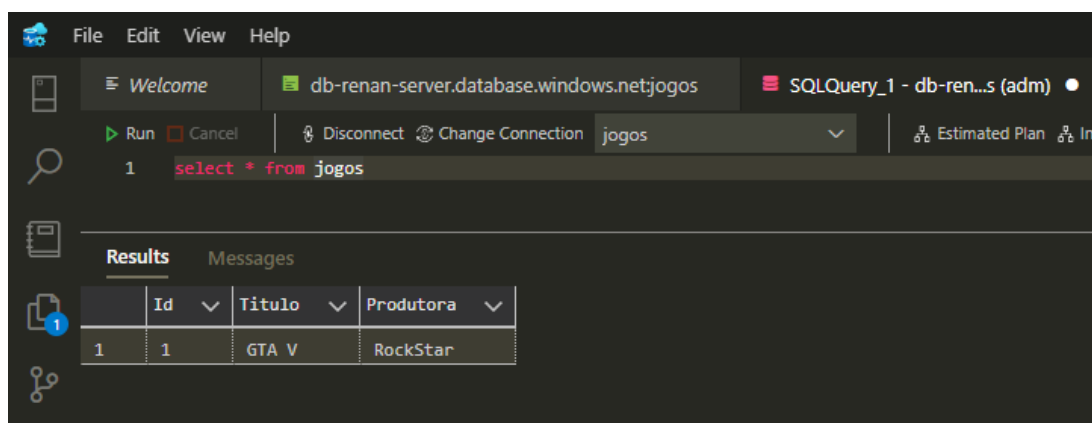 File Edit View Help
Welcome db-renan-server.database.windows.net:jogos SQLQuery_1 - db-ren...s (adm)
Run Cancel Disconnect Change Connection jogos Estimated Plan
1 select * from jogos
Results Messages
Id Titulo Produtora
1 1 GTA V RockStar
1